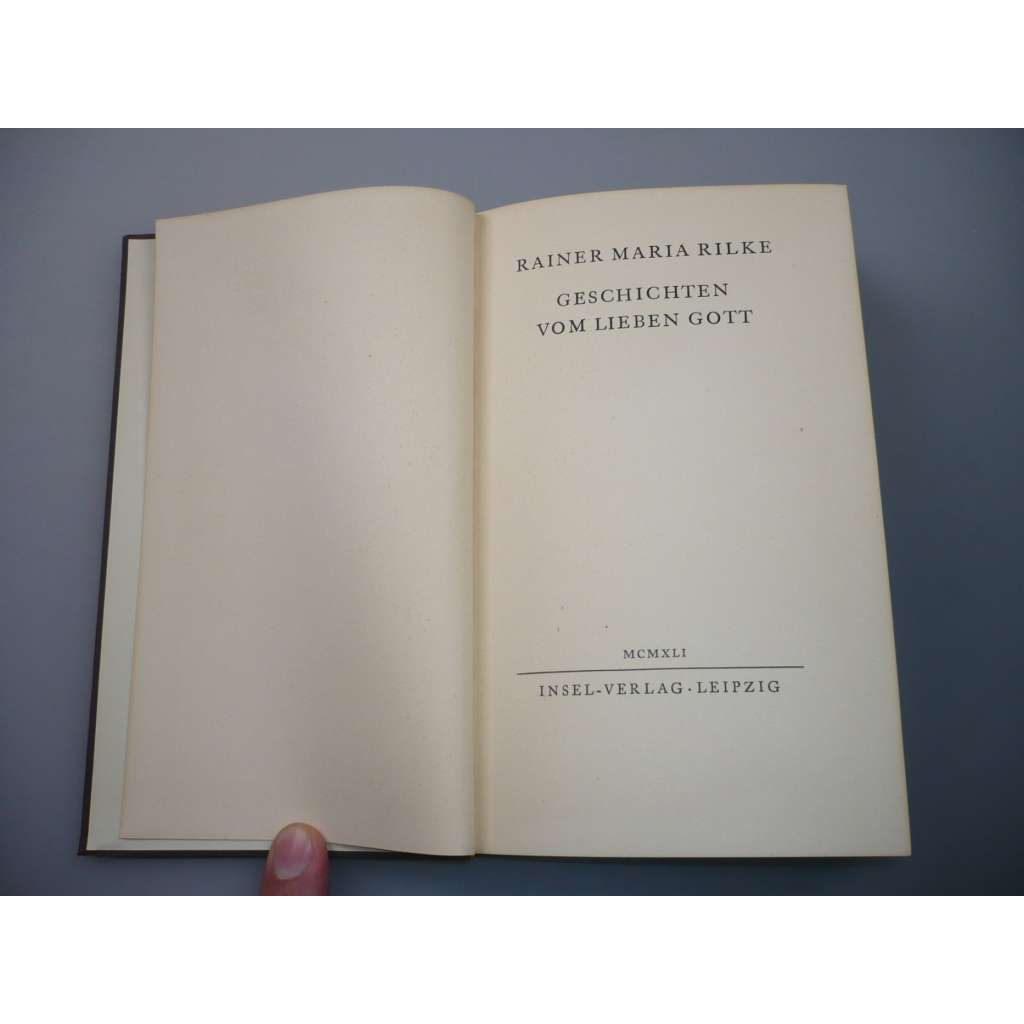 RAINER MARIA RILKE
GESCHICHTEN
VOM LIEBEN GOTT
MCMXLI
INSEL-VERLAG · LEIPZIG